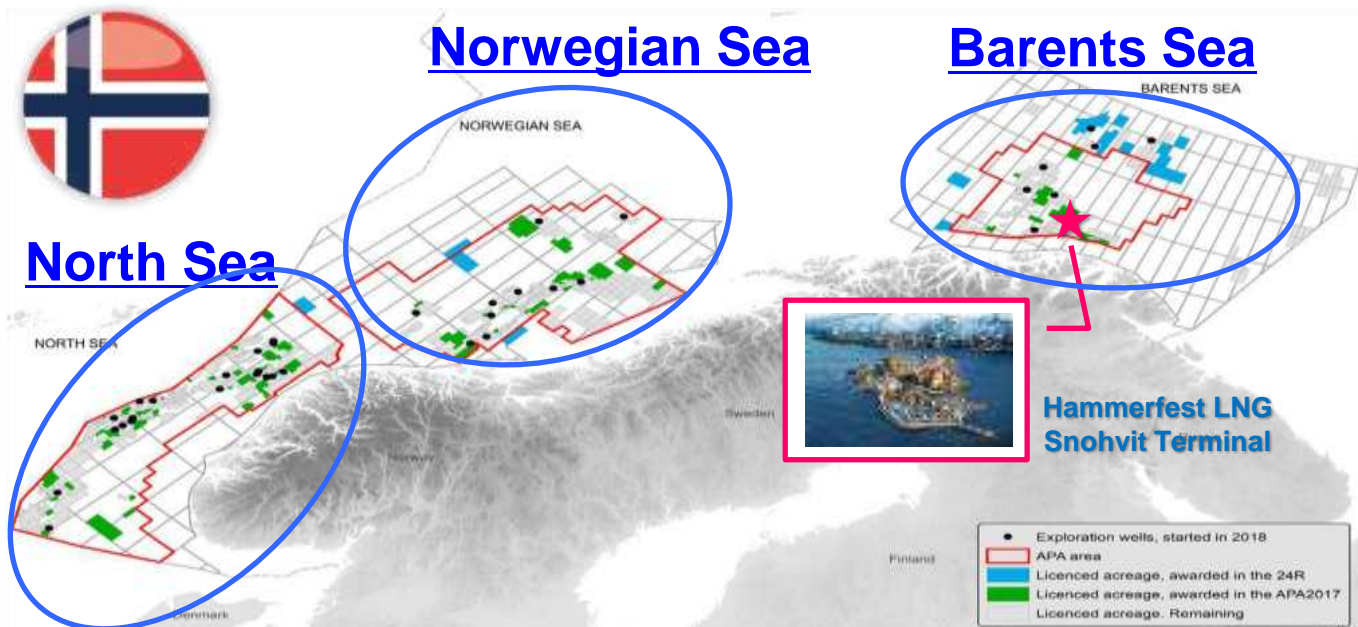 Norwegian Sea
Barents Sea
BARENTS SEA
NORWEGIAN SEA
North Sea
NORTH SEA
Hammerfest LNG
Snohvit Terminal
Sweden
Norway
Finland
Denmark
Exploration wells, started in 2018
APA area
Licenced acreage, awarded in the 24R
Licenced acreage, awarded in the APA2017
Licenced acreage. Remaining